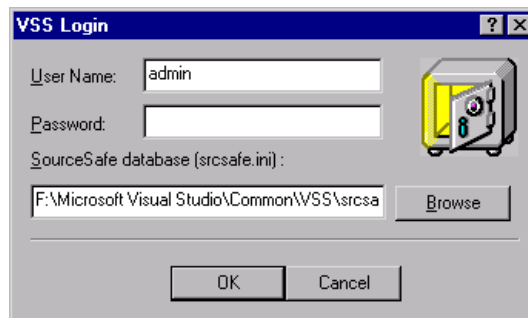 VSS Login
User Name: admin
Password:
SourceSafe database (srcsafe.ini) :
F:\Microsoft Visual Studio\Common\VSS\srcsa Browse
OK Cancel